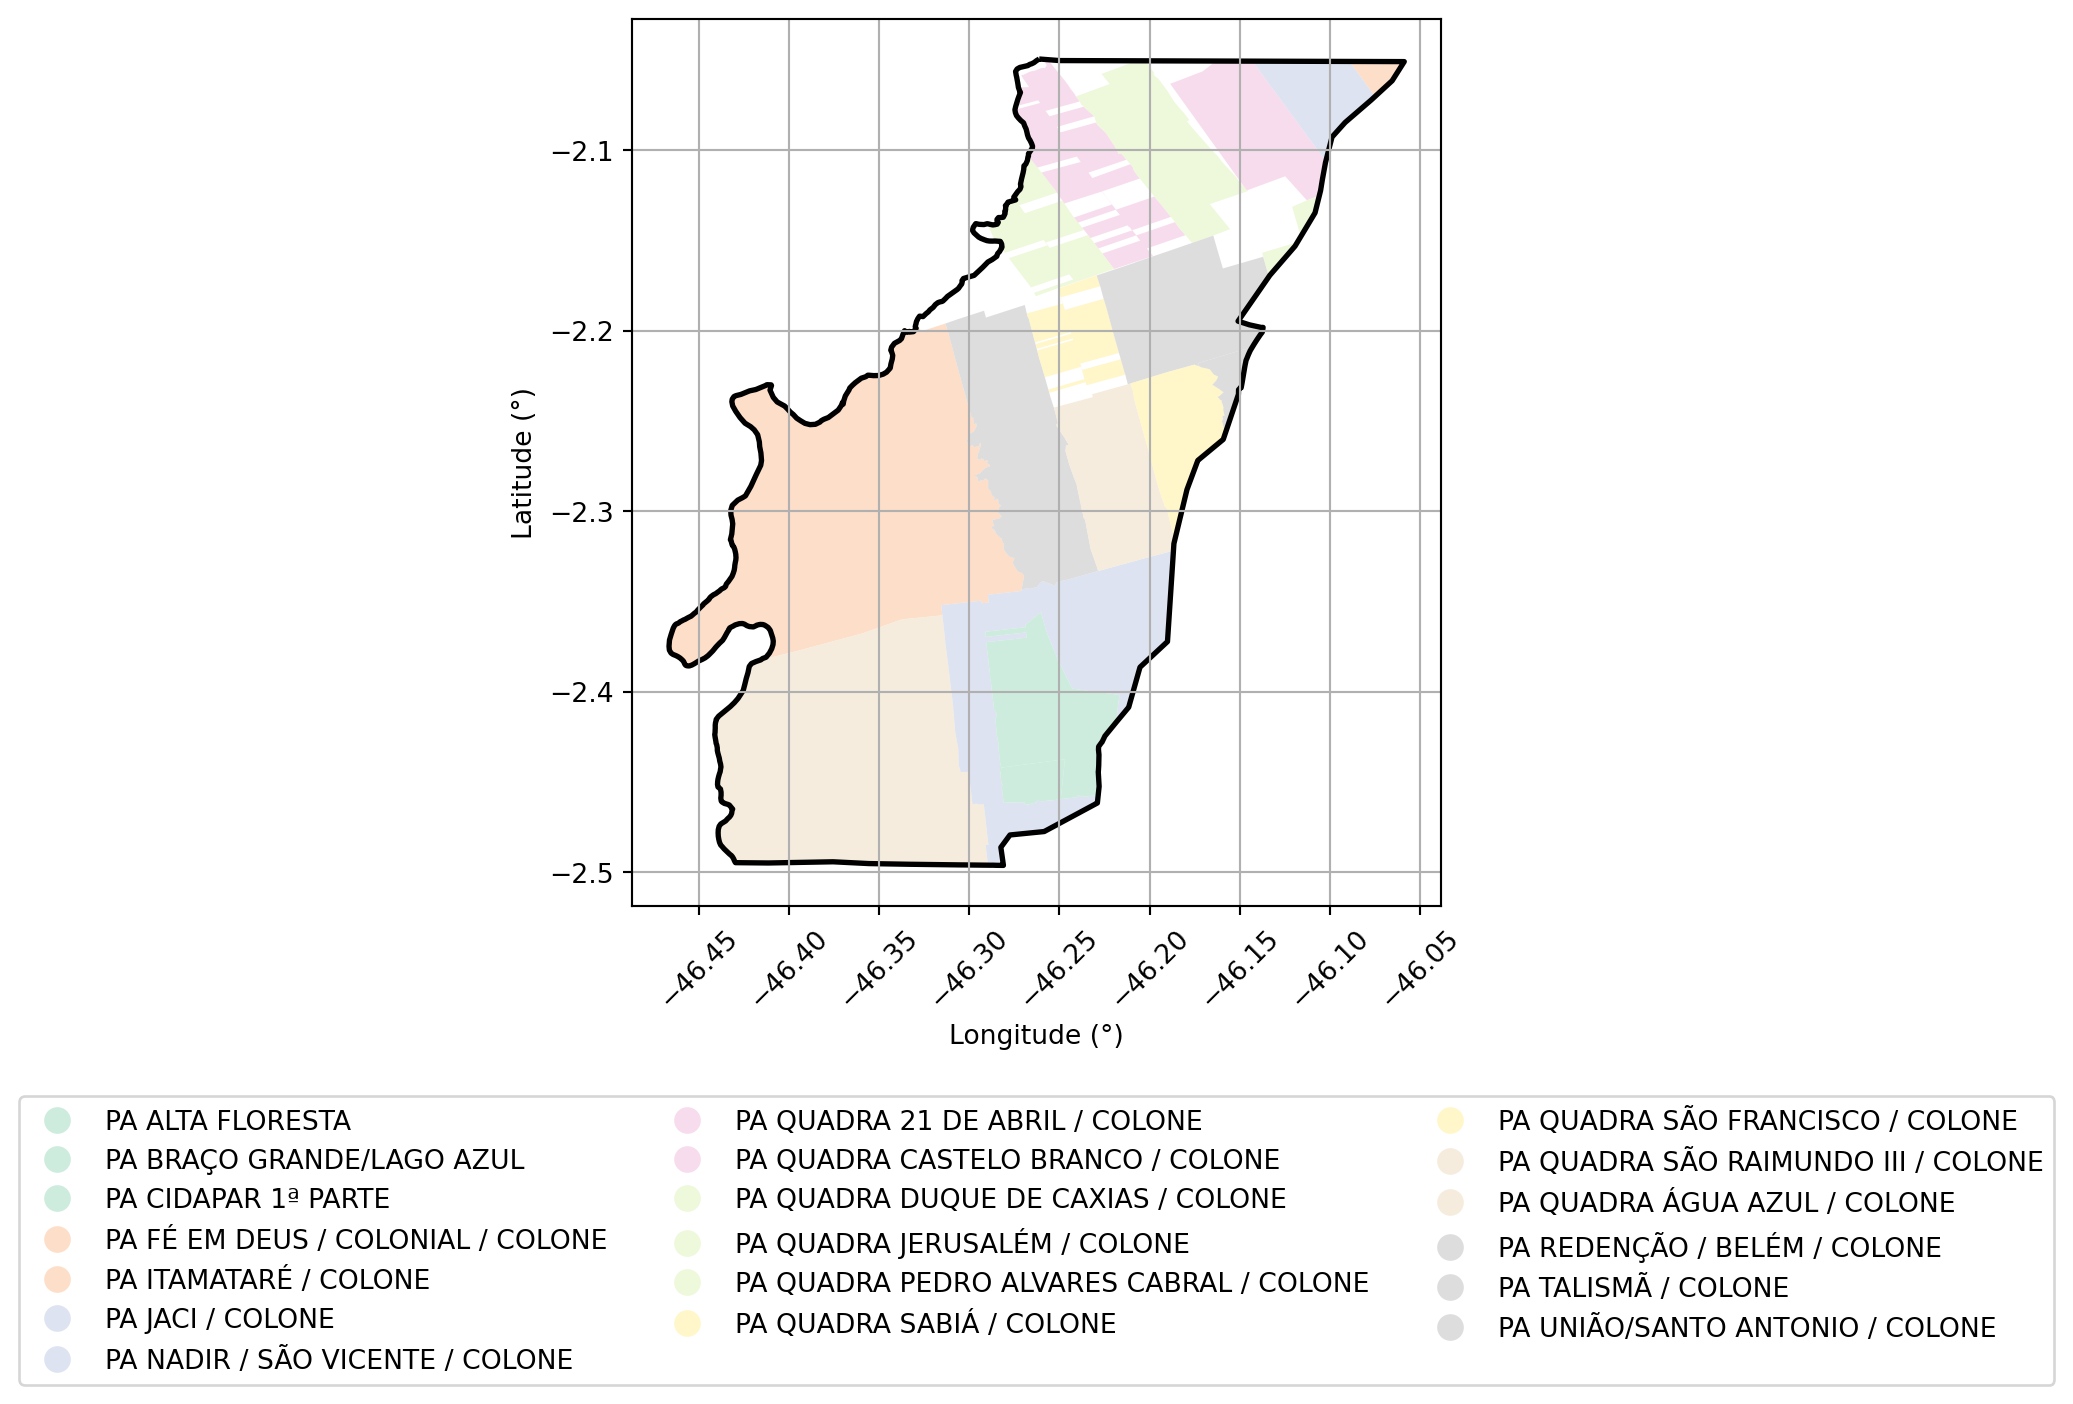 −2.1
−2.2
−2.3
−2.4
−2.5
Latitude (°)
−46.45
−46.40
−46.35
−46.30
−46.25
−46.20
−46.15
−46.10
−46.05
Longitude (°)
PA ALTA FLORESTA
PA BRAÇO GRANDE/LAGO AZUL
PA CIDAPAR 1ª PARTE
PA FÉ EM DEUS / COLONIAL / COLONE
PA ITAMATARÉ / COLONE
PA JACI / COLONE
PA NADIR / SÃO VICENTE / COLONE
PA QUADRA 21 DE ABRIL / COLONE
PA QUADRA CASTELO BRANCO / COLONE
PA QUADRA DUQUE DE CAXIAS / COLONE
PA QUADRA JERUSALÉM / COLONE
PA QUADRA PEDRO ALVARES CABRAL / COLONE
PA QUADRA SABIÁ / COLONE
PA QUADRA SÃO FRANCISCO / COLONE
PA QUADRA SÃO RAIMUNDO III / COLONE
PA QUADRA ÁGUA AZUL / COLONE
PA REDENÇÃO / BELÉM / COLONE
PA TALISMÃ / COLONE
PA UNIÃO/SANTO ANTONIO / COLONE